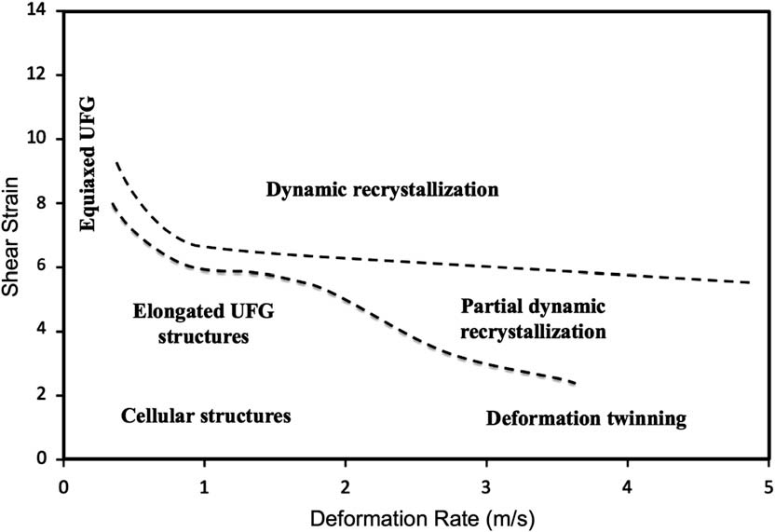 14
12
10
8
6
4
2
0
Shear Strain
Equiaxed UFG
Dynamic recrystallization
Elongated UFG
structures
Partial dynamic
recrystallization
Cellular structures
Deformation twinning
0 1 2 3 4 5
Deformation Rate (m/s)